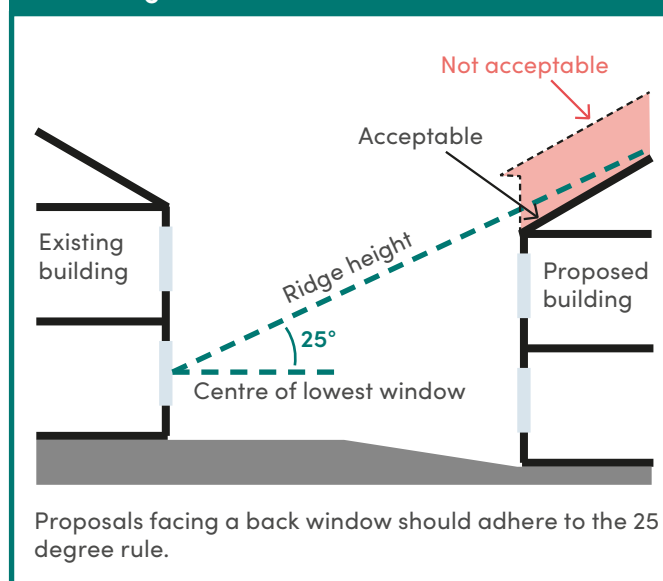 Not acceptable
Acceptable
Existing
building
Ridge height
Proposed
building
25°
Centre of lowest window
Proposals facing a back window should adhere to the 25
degree rule.